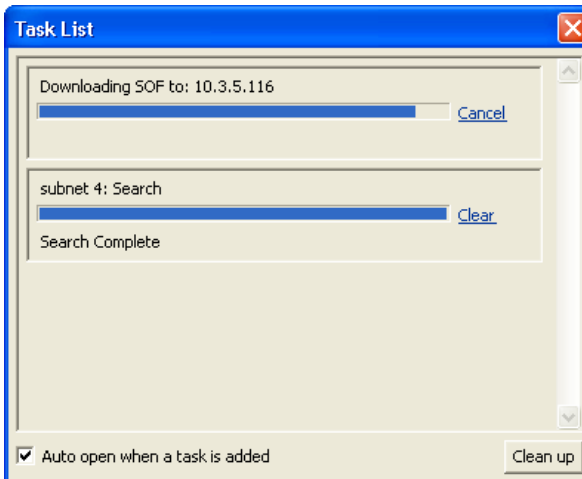 Task List
Downloading SOF to: 10.3.5.116
Cancel
subnet 4: Search
Clear
Search Complete
Auto open when a task is added
Clean up